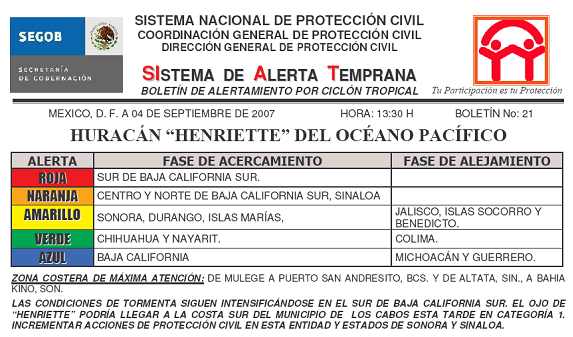 SEGOB
SECRETARÍA
DE GOBERNACIÓN
SISTEMA NACIONAL DE PROTECCIÓN CIVIL
COORDINACIÓN GENERAL DE PROTECCIÓN CIVIL
DIRECCIÓN GENERAL DE PROTECCIÓN CIVIL
SISTEMA DE ALERTA TEMPRANA
BOLETÍN DE ALERTAMIENTO POR CICLÓN TROPICAL
Tu Participación es tu Protección
MEXICO, D. F. A 04 DE SEPTIEMBRE DE 2007 HORA: 13:30 H BOLETÍN No: 21
HURACÁN “HENRIETTE” DEL OCÉANO PACÍFICO
ALERTA FASE DE ACERCAMIENTO FASE DE ALEJAMIENTO
ROJA SUR DE BAJA CALIFORNIA SUR.
NARANJA CENTRO Y NORTE DE BAJA CALIFORNIA SUR, SINALOA
AMARILLO SONORA, DURANGO, ISLAS MARÍAS, JALISCO, ISLAS SOCORRO Y
BENEDICTO.
VERDE CHIHUAHUA Y NAYARIT. COLIMA.
AZUL BAJA CALIFORNIA MICHOACÁN Y GUERRERO.
ZONA COSTERA DE MÁXIMA ATENCIÓN: DE MULEGE A PUERTO SAN ANDRESITO, BCS. Y DE ALTATA, SIN., A BAHIA
KINO, SON.
LAS CONDICIONES DE TORMENTA SIGUEN INTENSIFICÁNDOSE EN EL SUR DE BAJA CALIFORNIA SUR. EL OJO DE
“HENRIETTE” PODRÍA LLEGAR A LA COSTA SUR DEL MUNICIPIO DE LOS CABOS ESTA TARDE EN CATEGORÍA 1.
INCREMENTAR ACCIONES DE PROTECCIÓN CIVIL EN ESTA ENTIDAD Y ESTADOS DE SONORA Y SINALOA.